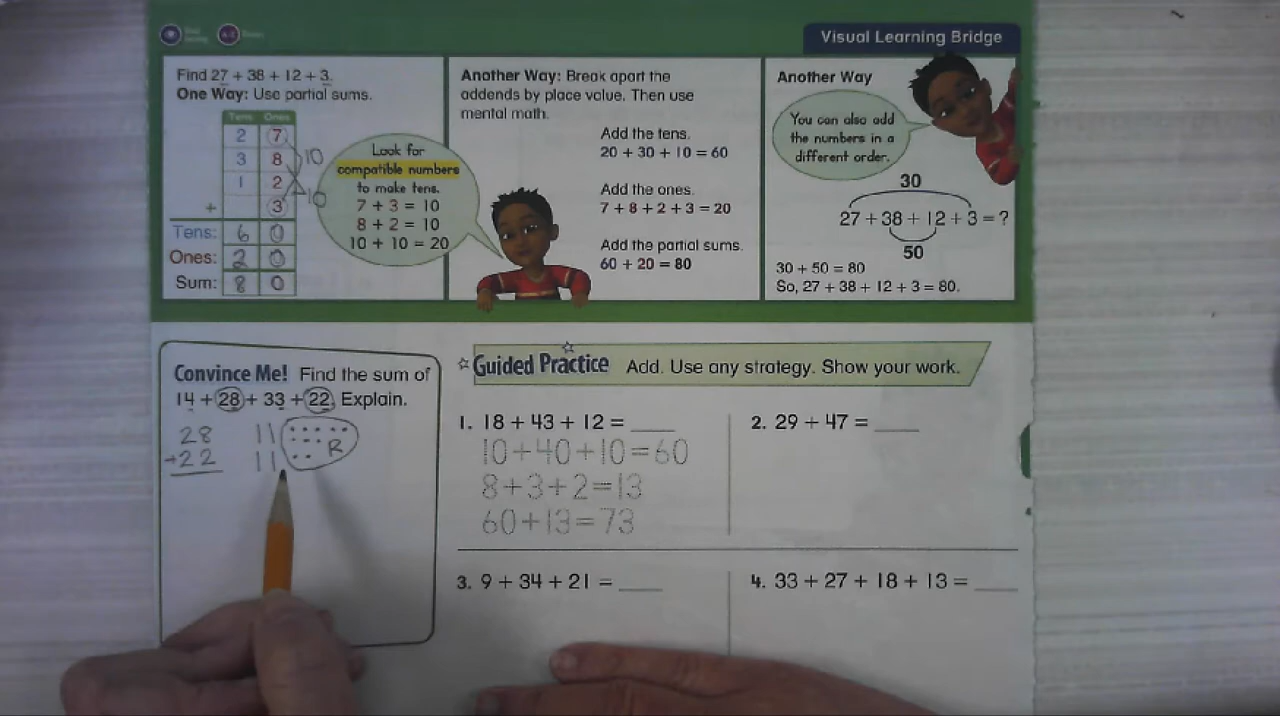 Visual Learning Bridge
A-Z
Find 27 + 38 + 12 + 3.
One Way: Use partial sums.
Tens Ones
2 7
3 8
1 2
+ 3
10
10
Tens: 6 0
Ones: 2 0
Sum: 8 0
Look for
compatible numbers
to make tens.
7 + 3 = 10
8 + 2 = 10
10 + 10 = 20
Another Way: Break apart the
addends by place value. Then use
mental math.
Add the tens.
20 + 30 + 10 = 60
Add the ones.
7 + 8 + 2 + 3 = 20
Add the partial sums.
60 + 20 = 80
Another Way
You can also add
the numbers in a
different order.
30
27 + 38 + 12 + 3 = ?
50
30 + 50 = 80
So, 27 + 38 + 12 + 3 = 80.
Convince Me! Find the sum of
14 + 28 + 33 + 22. Explain.
28
+22
11
11
R
Guided Practice Add. Use any strategy. Show your work.
1. 18 + 43 + 12 = ____
10+40+10=60
8+3+2=13
60+13=73
2. 29 + 47 = ____
3. 9 + 34 + 21 = ____
4. 33 + 27 + 18 + 13 = ____